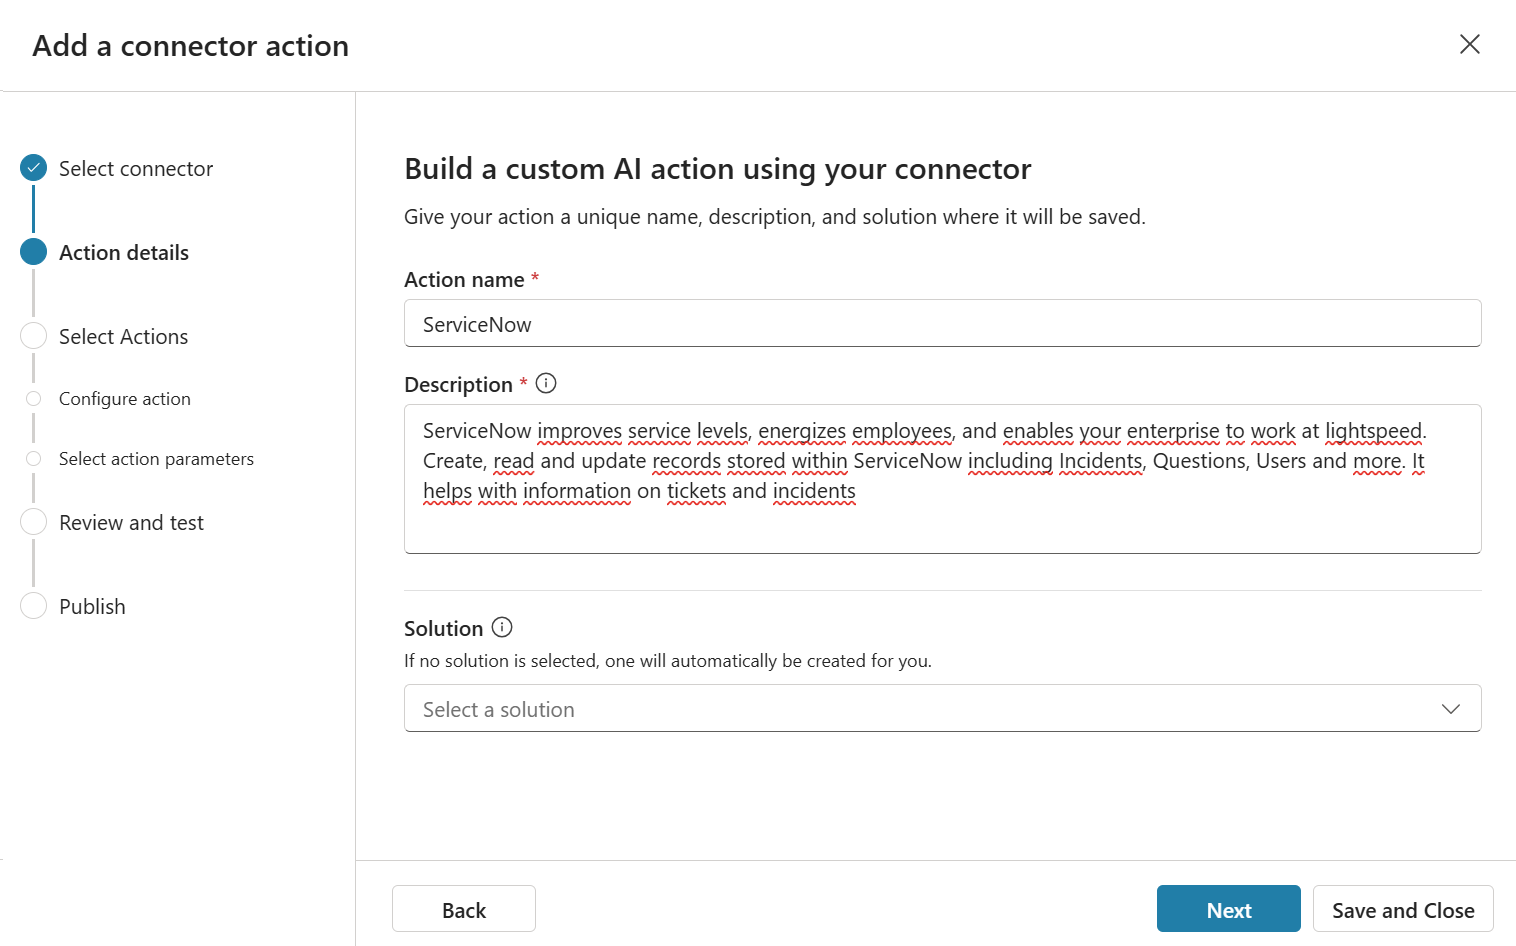 Add a connector action
Select connector
Action details
Select Actions
Configure action
Select action parameters
Review and test
Publish
Build a custom AI action using your connector
Give your action a unique name, description, and solution where it will be saved.
Action name *
ServiceNow
Description *
ServiceNow improves service levels, energizes employees, and enables your enterprise to work at lightspeed.
Create, read and update records stored within ServiceNow including Incidents, Questions, Users and more. It
helps with information on tickets and incidents
Solution
If no solution is selected, one will automatically be created for you.
Select a solution
Back
Next
Save and Close